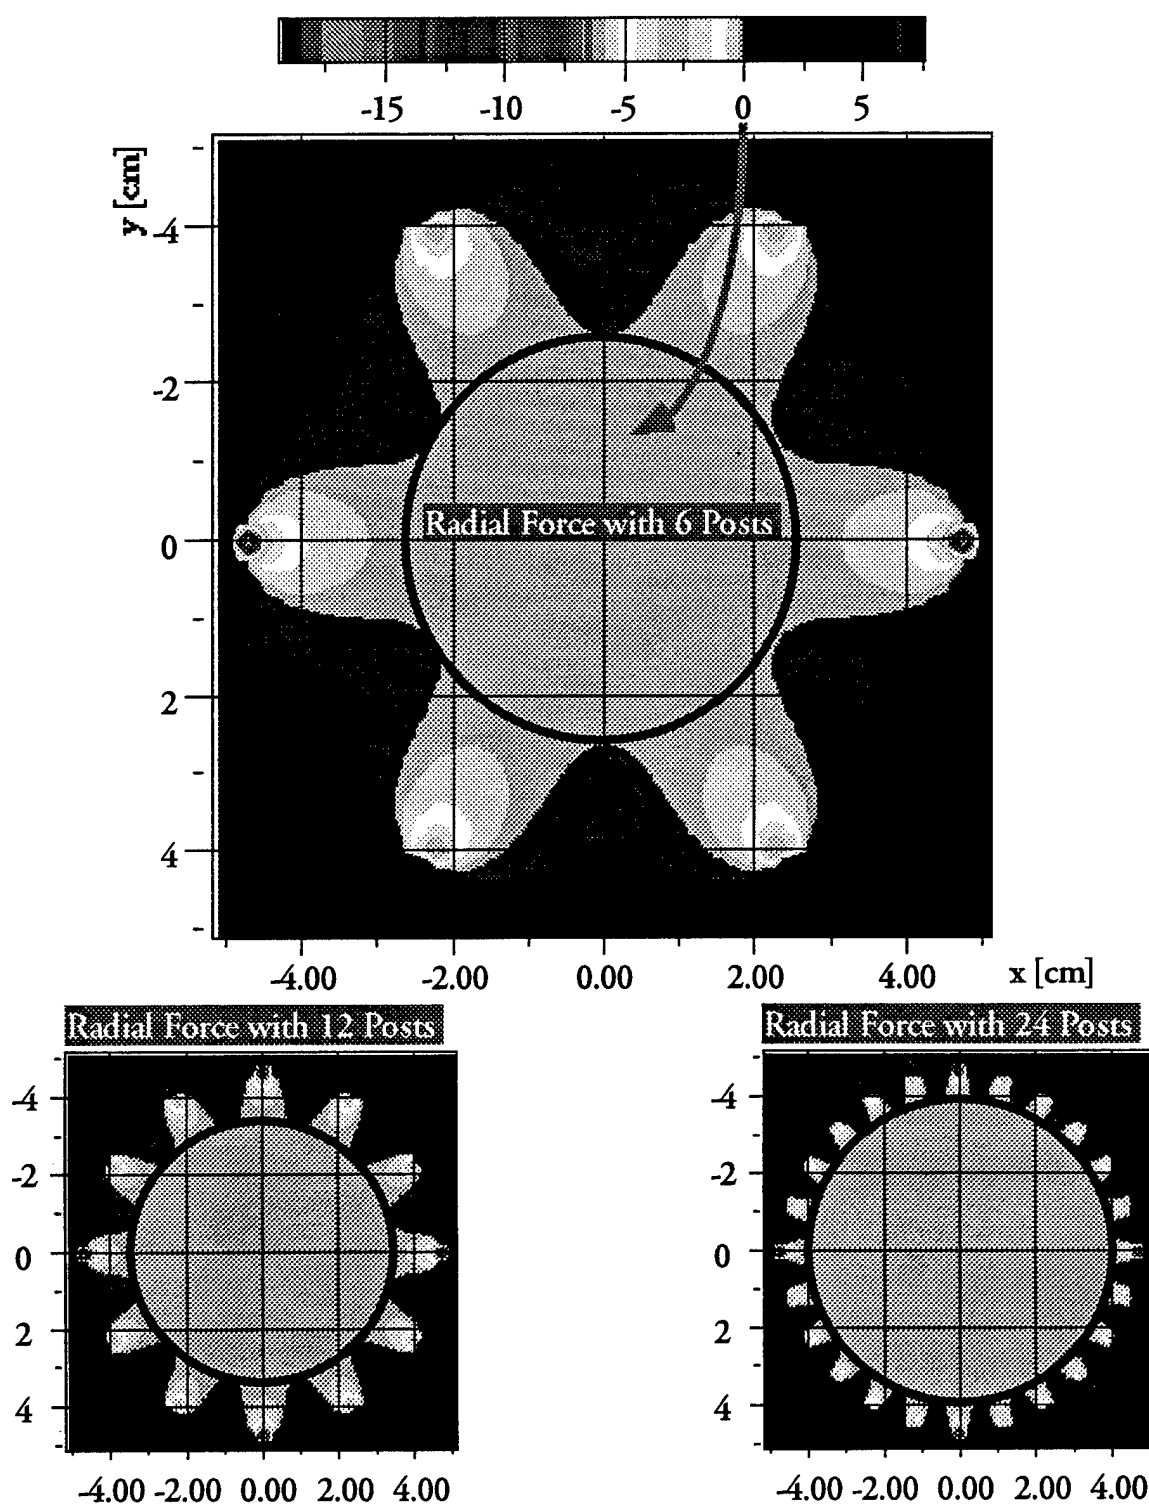 -15 -10 -5 0 5
y [cm]
-4
-2
0
2
4
Radial Force with 6 Posts
-4.00 -2.00 0.00 2.00 4.00 x [cm]
Radial Force with 12 Posts
Radial Force with 24 Posts
-4
-2
0
2
4
-4.00 -2.00 0.00 2.00 4.00
-4
-2
0
2
4
-4.00 -2.00 0.00 2.00 4.00